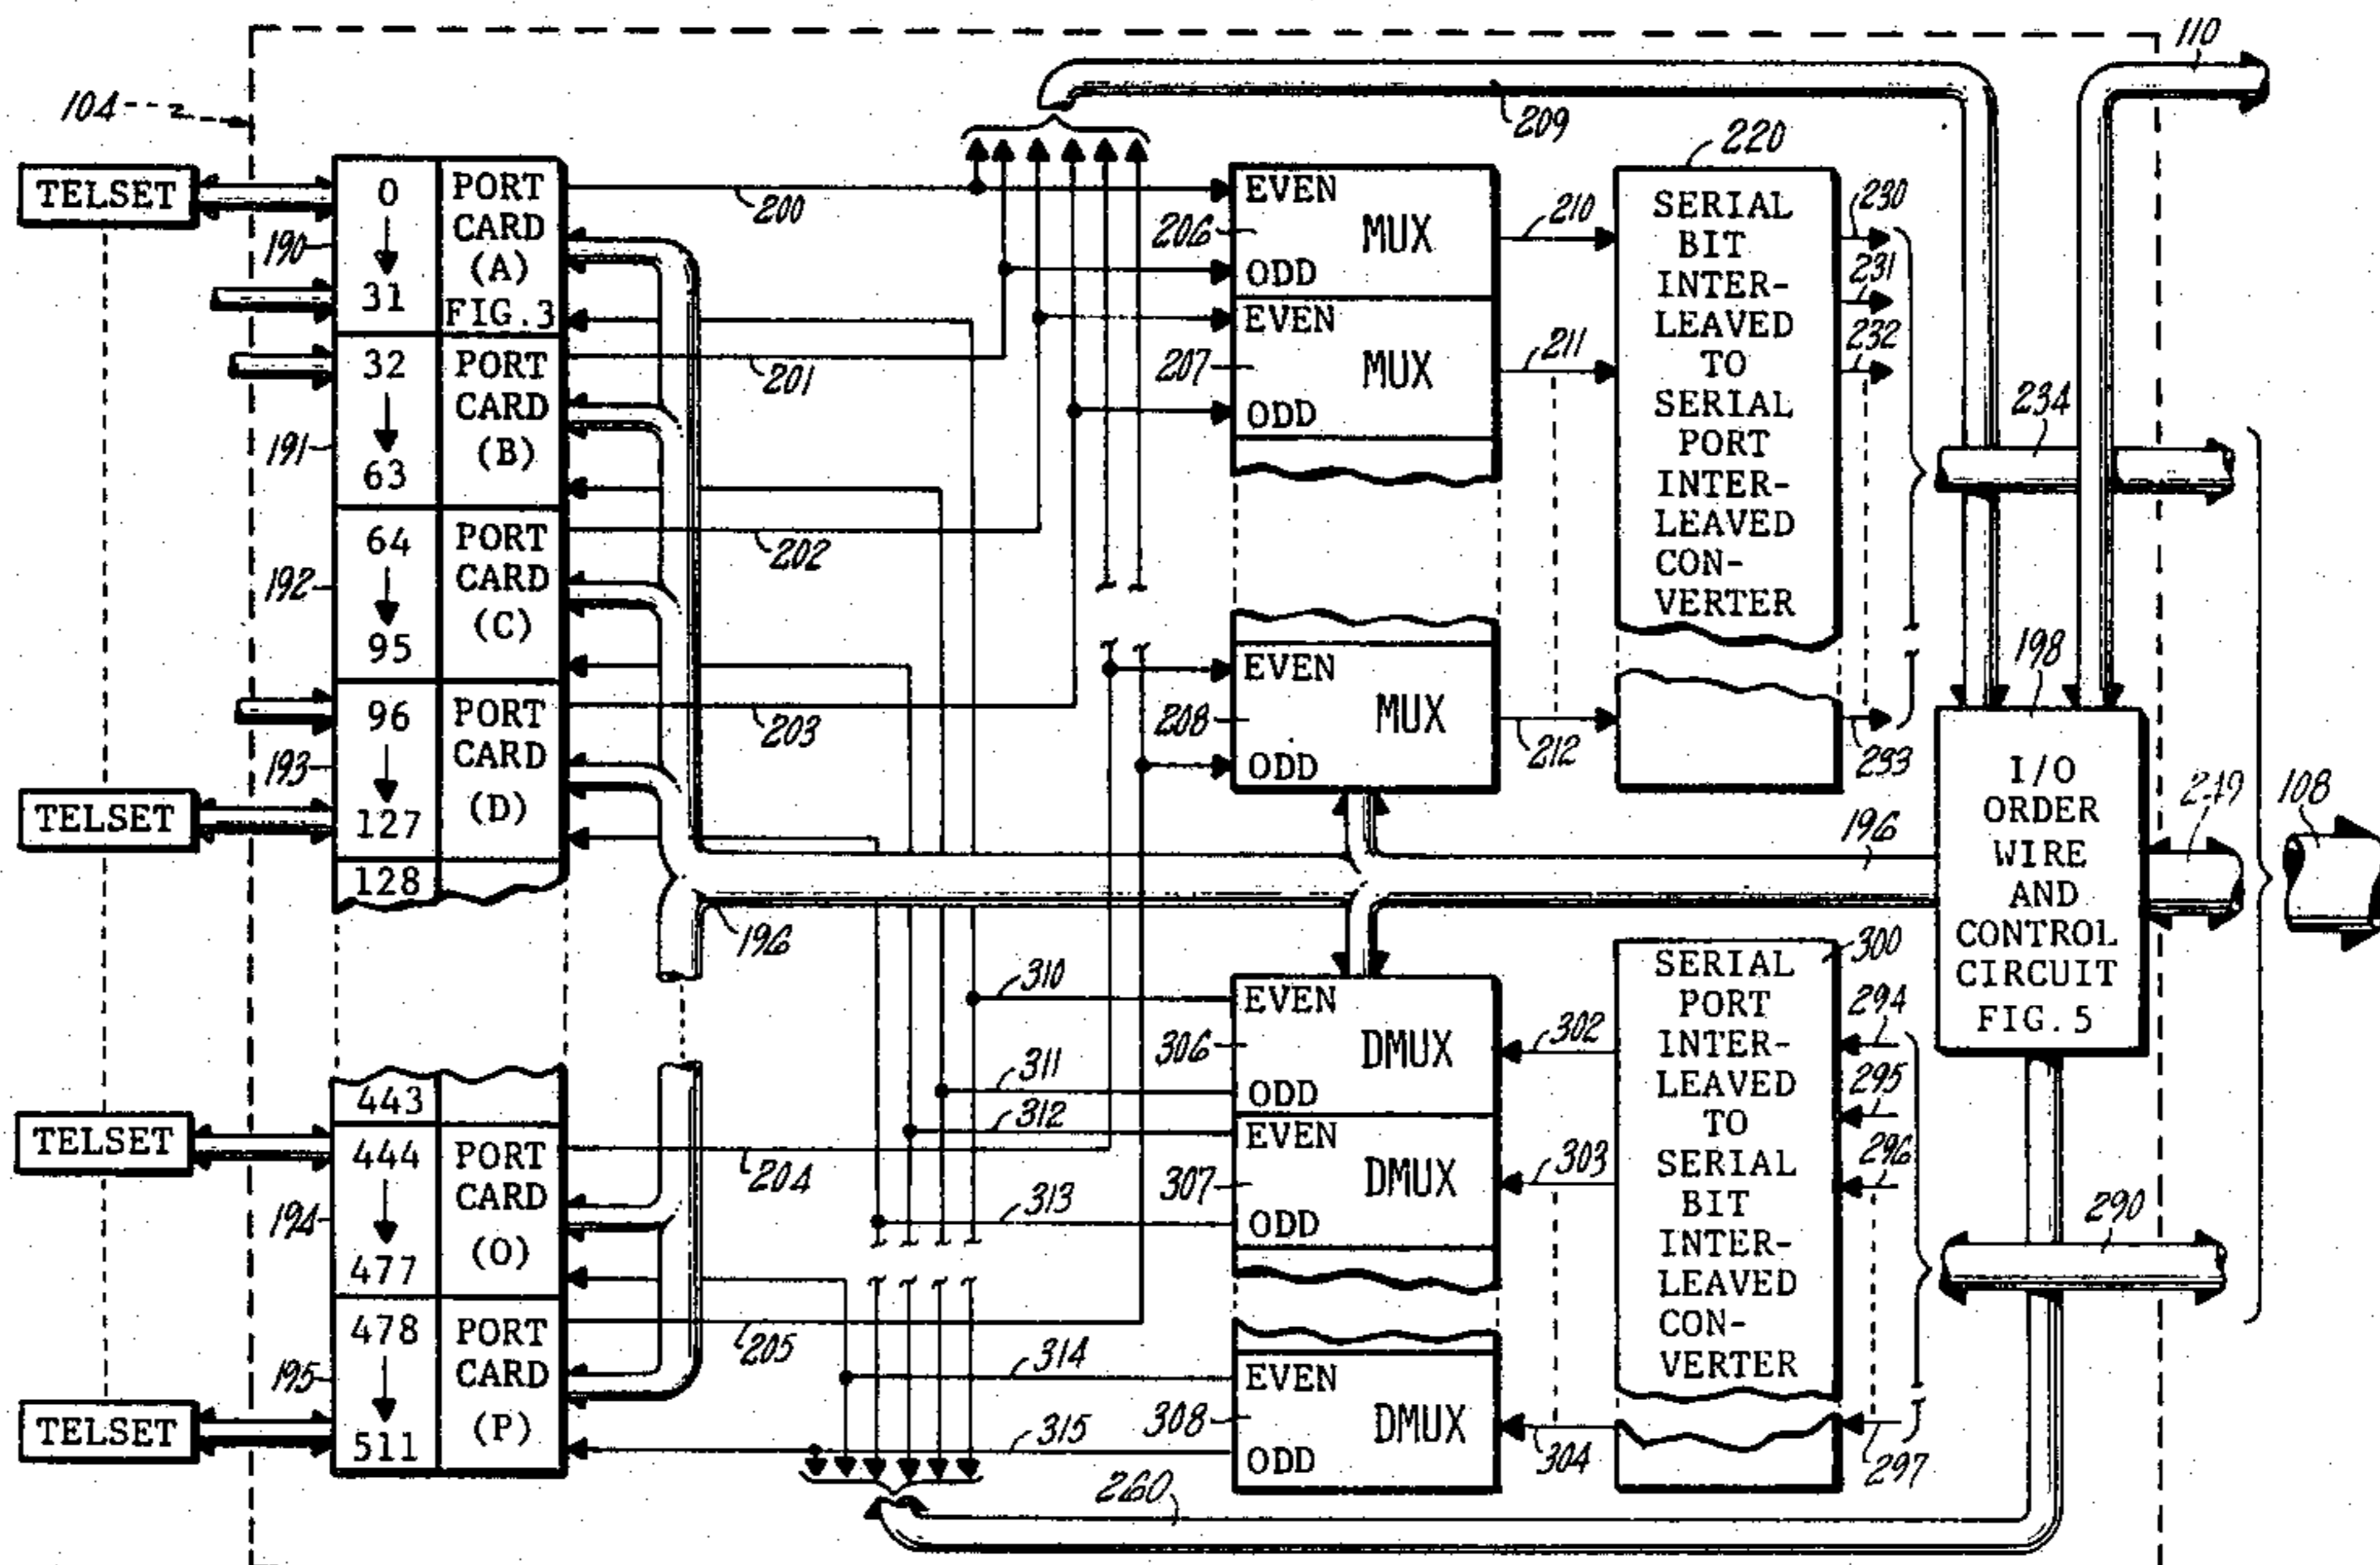 110
104
209
220
TELSET
0
31
PORT
CARD
(A)
FIG.3
190
200
EVEN
MUX
ODD
206
210
SERIAL
BIT
INTER-
LEAVED
TO
SERIAL
PORT
INTER-
LEAVED
CON-
VERTER
230
231
232
32
63
PORT
CARD
(B)
191
201
EVEN
MUX
ODD
207
211
234
64
95
PORT
CARD
(C)
192
202
96
127
PORT
CARD
(D)
193
203
EVEN
MUX
ODD
208
212
233
198
I/O
ORDER
WIRE
AND
CONTROL
CIRCUIT
FIG.5
249
108
TELSET
128
196
196
310
EVEN
DMUX
ODD
306
302
300
SERIAL
PORT
INTER-
LEAVED
TO
SERIAL
BIT
INTER-
LEAVED
CON-
VERTER
294
295
296
311
312
EVEN
DMUX
ODD
307
303
313
443
TELSET
444
477
PORT
CARD
(O)
194
204
290
478
511
PORT
CARD
(P)
195
205
314
EVEN
DMUX
ODD
308
304
297
315
TELSET
260